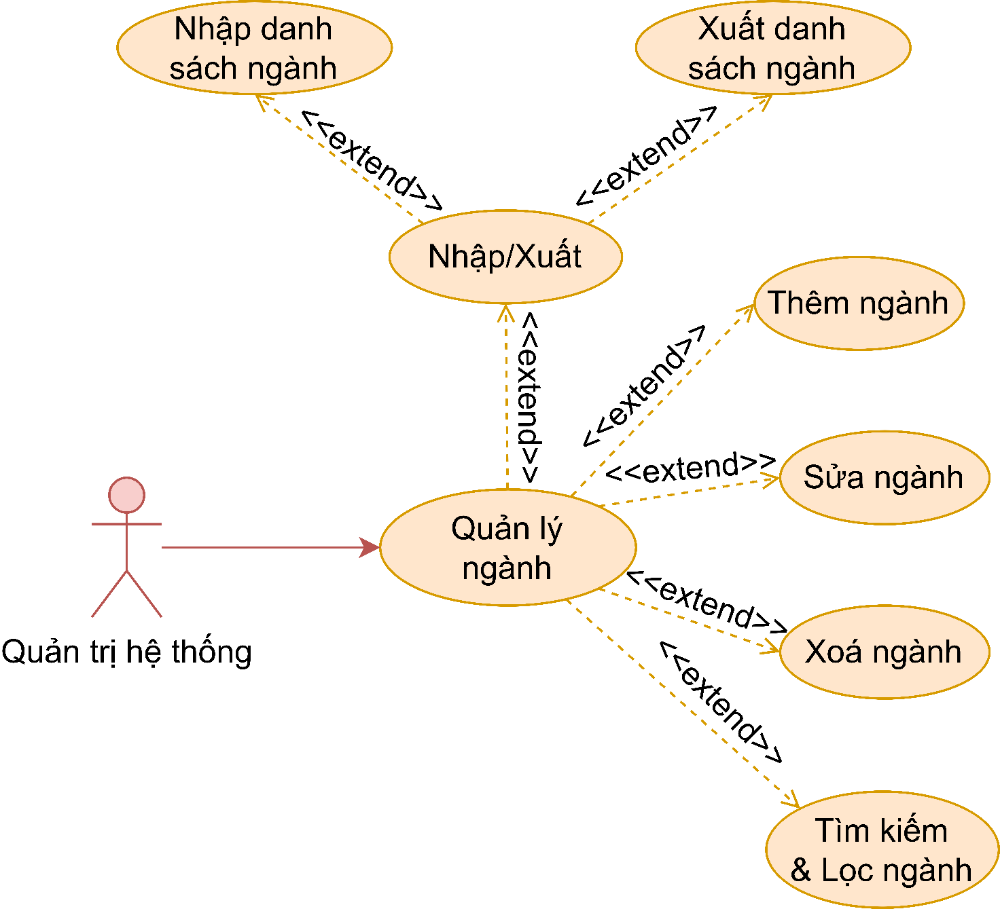 Nhập danh
sách ngành
Xuất danh
sách ngành
<<extend>>
<<extend>>
Nhập/Xuất
<<extend>>
<<extend>>
Thêm ngành
<<extend>>
Sửa ngành
Quản lý
ngành
<<extend>>
Xoá ngành
Quản trị hệ thống
<<extend>>
Tìm kiếm
& Lọc ngành